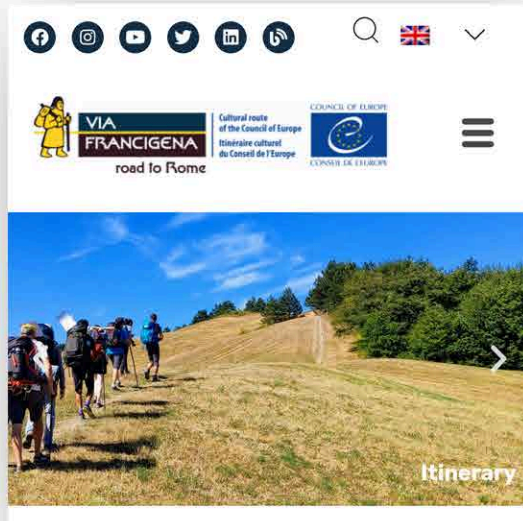 VIA
FRANCIGENA
road to Rome
Cultural route
of the Council of Europe
Itinéraire culturel
du Conseil de l'Europe
COUNCIL OF EUROPE
CONSEIL DE L'EUROPE
Itinerary